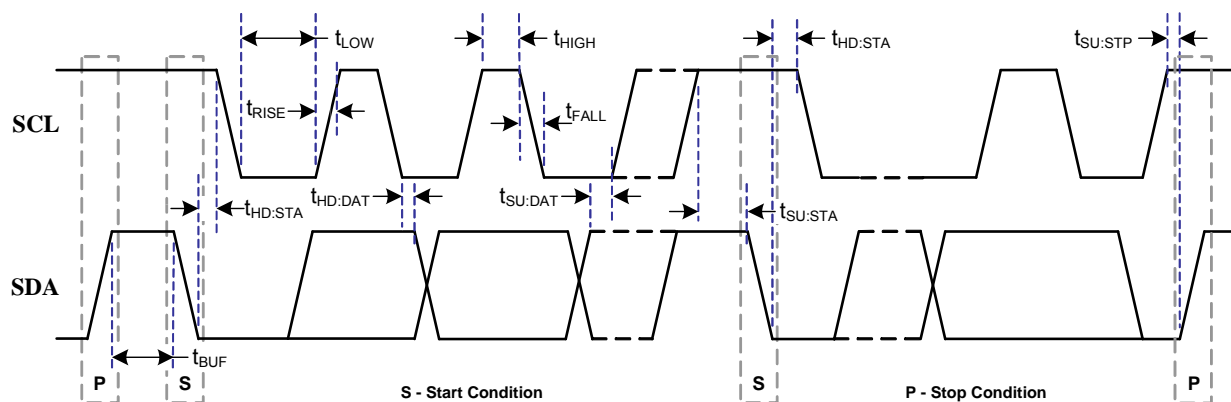 tLOW
tHIGH
tHD:STA
tSU:STP
SCL
tRISE
tFALL
tHD:STA
tHD:DAT
tSU:DAT
tSU:STA
SDA
tBUF
P
S
S - Start Condition
S
P - Stop Condition
P